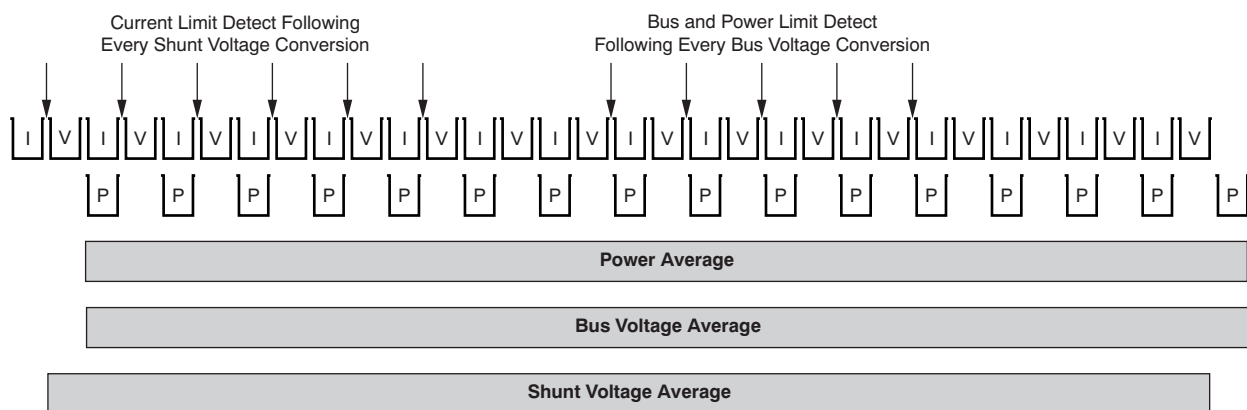 Current Limit Detect Following
Every Shunt Voltage Conversion
Bus and Power Limit Detect
Following Every Bus Voltage Conversion
I V I V I V I V I V I V I V I V I V I V I V I V I V I V I V I V
P P P P P P P P P P P P P P P P
Power Average
Bus Voltage Average
Shunt Voltage Average